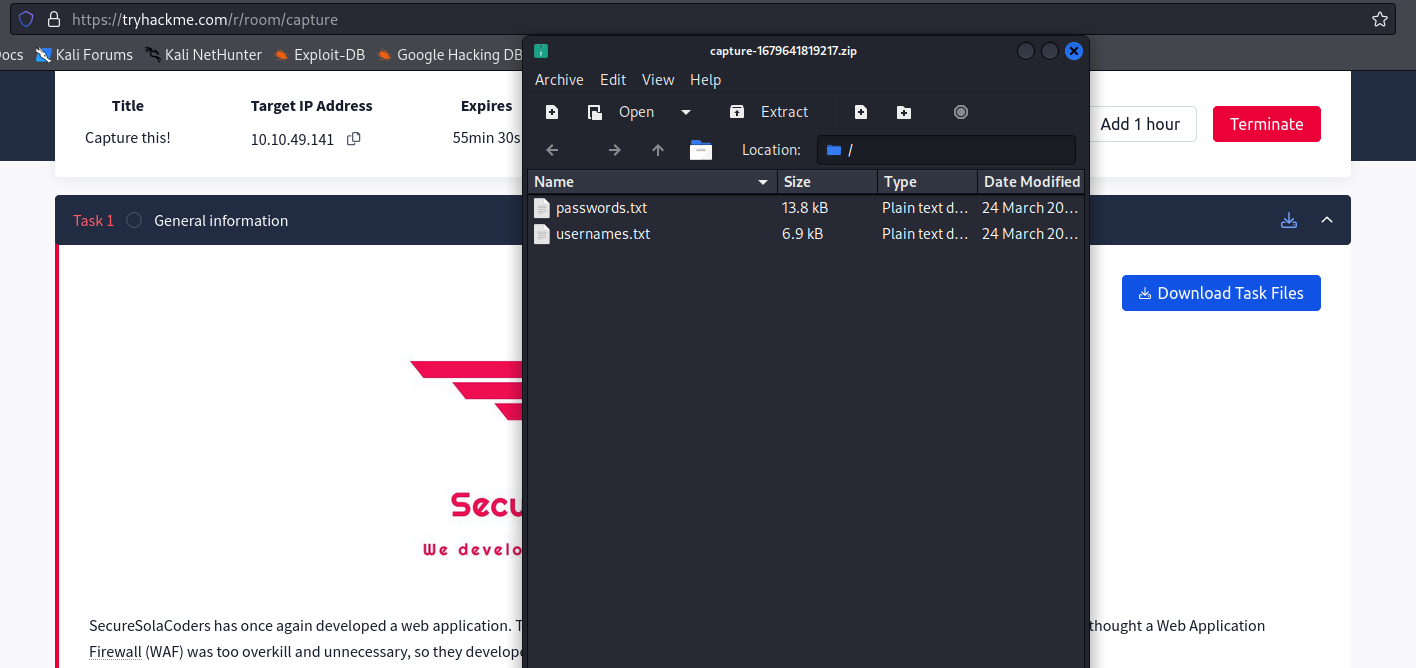 https://tryhackme.com/r/room/capture
ocs Kali Forums Kali NetHunter Exploit-DB Google Hacking DB
capture-1679641819217.zip
Archive Edit View Help
Open Extract
Location: /
Name Size Type Date Modified
passwords.txt 13.8 kB Plain text d... 24 March 20...
usernames.txt 6.9 kB Plain text d... 24 March 20...
Title Target IP Address Expires
Capture this! 10.10.49.141 55min 30s
Add 1 hour Terminate
Task 1 General information
Download Task Files
Secu
We develo
SecureSolaCoders has once again developed a web application. T thought a Web Application
Firewall (WAF) was too overkill and unnecessary, so they develope